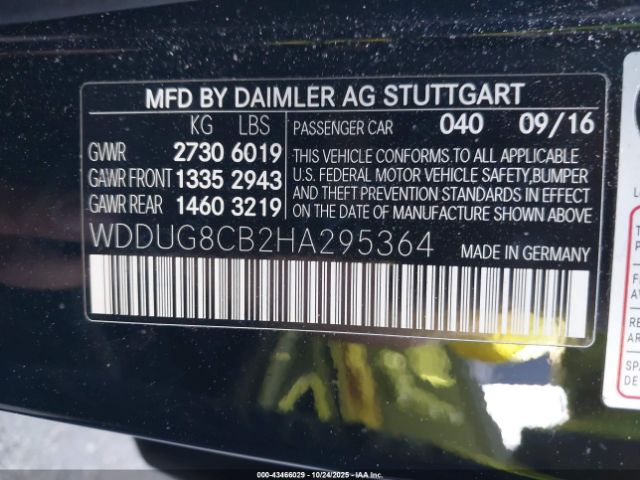 MFD BY DAIMLER AG STUTTGART
KG LBS PASSENGER CAR 040 09/16
GVWR 2730 6019
GAWR FRONT 1335 2943
GAWR REAR 1460 3219
THIS VEHICLE CONFORMS TO ALL APPLICABLE
U.S. FEDERAL MOTOR VEHICLE SAFETY,BUMPER
AND THEFT PREVENTION STANDARDS IN EFFECT
ON THE DATE OF MANUFACTURE SHOWN ABOVE.
WDDUG8CB2HA295364 MADE IN GERMANY
000-43466029 - 10/24/2025 - IAA Inc.